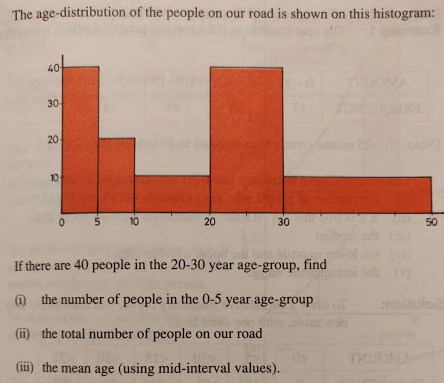 The age-distribution of the people on our road is shown on this histogram:
40
30
20
10
0 5 10 20 30 50
If there are 40 people in the 20-30 year age-group, find
(i) the number of people in the 0-5 year age-group
(ii) the total number of people on our road
(iii) the mean age (using mid-interval values).